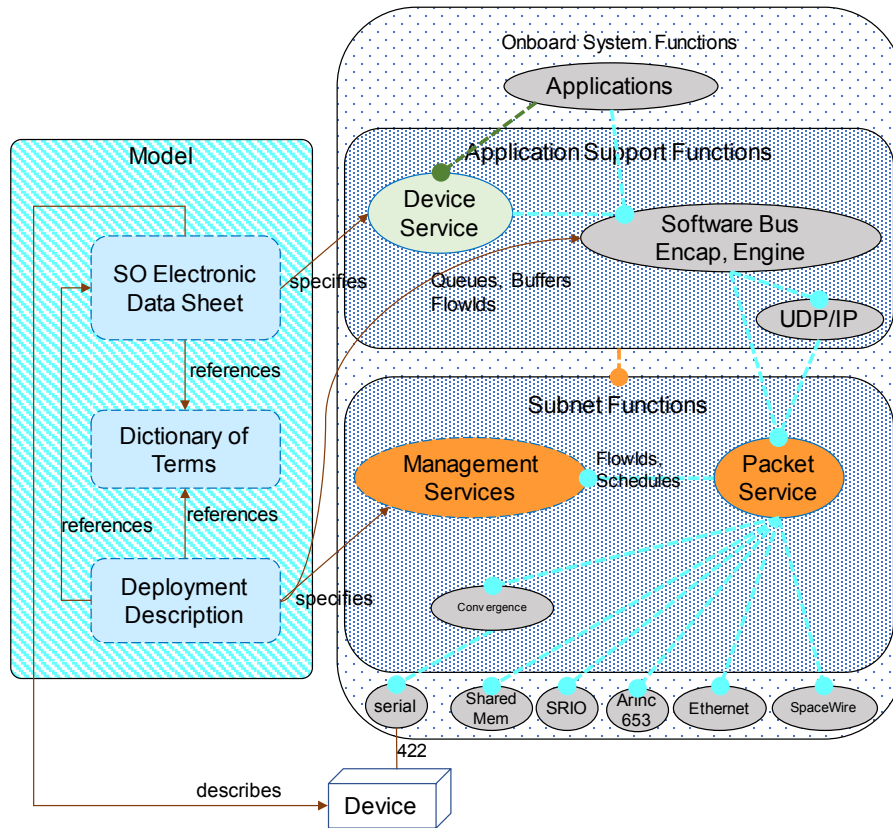 Onboard System Functions
Applications
Model
Application Support Functions
Device
Service
Software Bus
Encap, Engine
SO Electronic
Data Sheet
specifies
Queues, Buffers
FlowIds
UDP/IP
references
Subnet Functions
Dictionary of
Terms
Management
Services
FlowIds,
Schedules
Packet
Service
references
references
Deployment
Description
specifies
Convergence
serial
Shared
Mem
SRIO
Arinc
653
Ethernet
SpaceWire
422
describes
Device